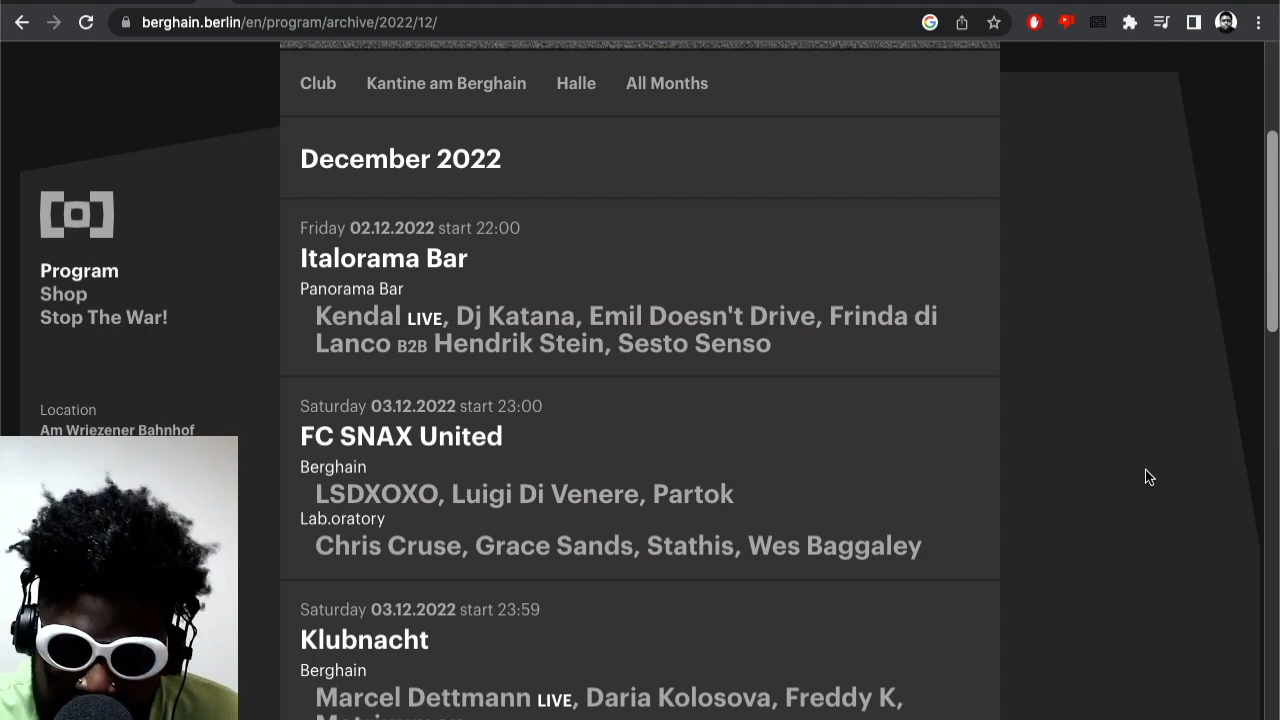 berghain.berlin/en/program/archive/2022/12/
Club Kantine am Berghain Halle All Months
December 2022
Program
Shop
Stop The War!
Location
Am Wriezener Bahnhof
Friday 02.12.2022 start 22:00
Italorama Bar
Panorama Bar
Kendal LIVE, Dj Katana, Emil Doesn't Drive, Frinda di
Lanco B2B Hendrik Stein, Sesto Senso
Saturday 03.12.2022 start 23:00
FC SNAX United
Berghain
LSDXOXO, Luigi Di Venere, Partok
Lab.oratory
Chris Cruse, Grace Sands, Stathis, Wes Baggaley
Saturday 03.12.2022 start 23:59
Klubnacht
Berghain
Marcel Dettmann LIVE, Daria Kolosova, Freddy K,